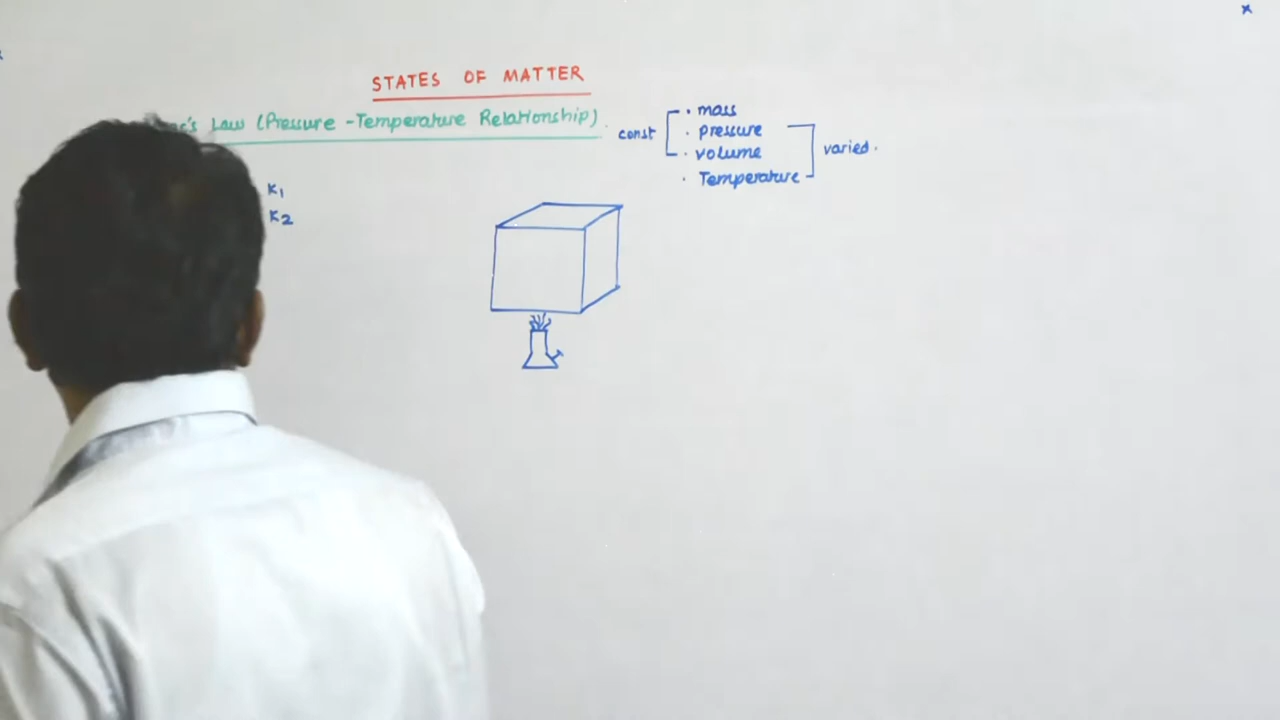 STATES OF MATTER
Law (Pressure - Temperature Relationship)
const
• mass
• pressure
• volume
• Temperature
varied.
K1
K2